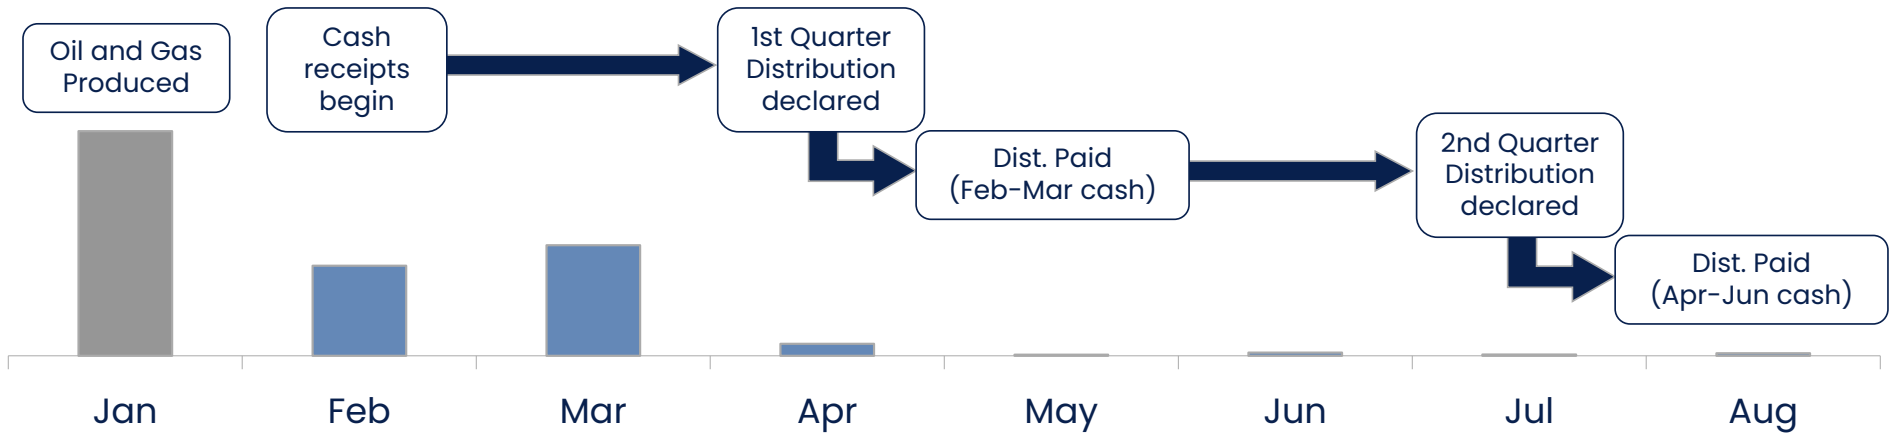 Oil and Gas
Produced
Cash
receipts
begin
1st Quarter
Distribution
declared
Dist. Paid
(Feb-Mar cash)
2nd Quarter
Distribution
declared
Dist. Paid
(Apr-Jun cash)
Jan
Feb
Mar
Apr
May
Jun
Jul
Aug